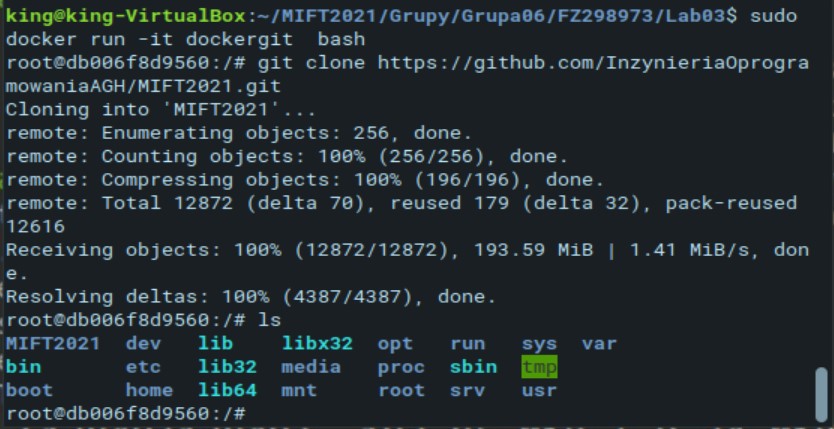 king@king-VirtualBox:~/MIFT2021/Grupy/Grupa06/FZ298973/Lab03$ sudo
docker run -it dockergit  bash
root@db006f8d9560:/# git clone https://github.com/InzynieriaOprogra
mowaniaAGH/MIFT2021.git
Cloning into 'MIFT2021'...
remote: Enumerating objects: 256, done.
remote: Counting objects: 100% (256/256), done.
remote: Compressing objects: 100% (196/196), done.
remote: Total 12872 (delta 70), reused 179 (delta 32), pack-reused
12616
Receiving objects: 100% (12872/12872), 193.59 MiB | 1.41 MiB/s, don
e.
Resolving deltas: 100% (4387/4387), done.
root@db006f8d9560:/# ls
MIFT2021  dev   lib    libx32  opt   run   sys  var
bin       etc   lib32  media   proc  sbin  tmp
boot      home  lib64  mnt     root  srv   usr
root@db006f8d9560:/#